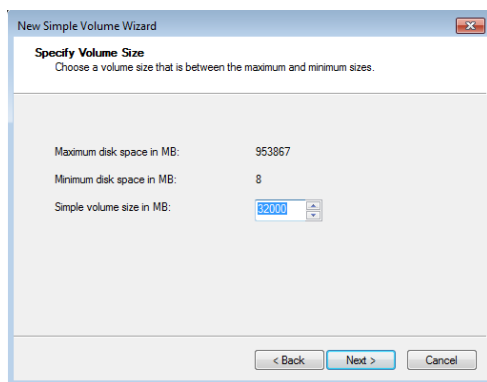 New Simple Volume Wizard
Specify Volume Size
Choose a volume size that is between the maximum and minimum sizes.
Maximum disk space in MB: 953867
Minimum disk space in MB: 8
Simple volume size in MB: 32000
< Back Next > Cancel